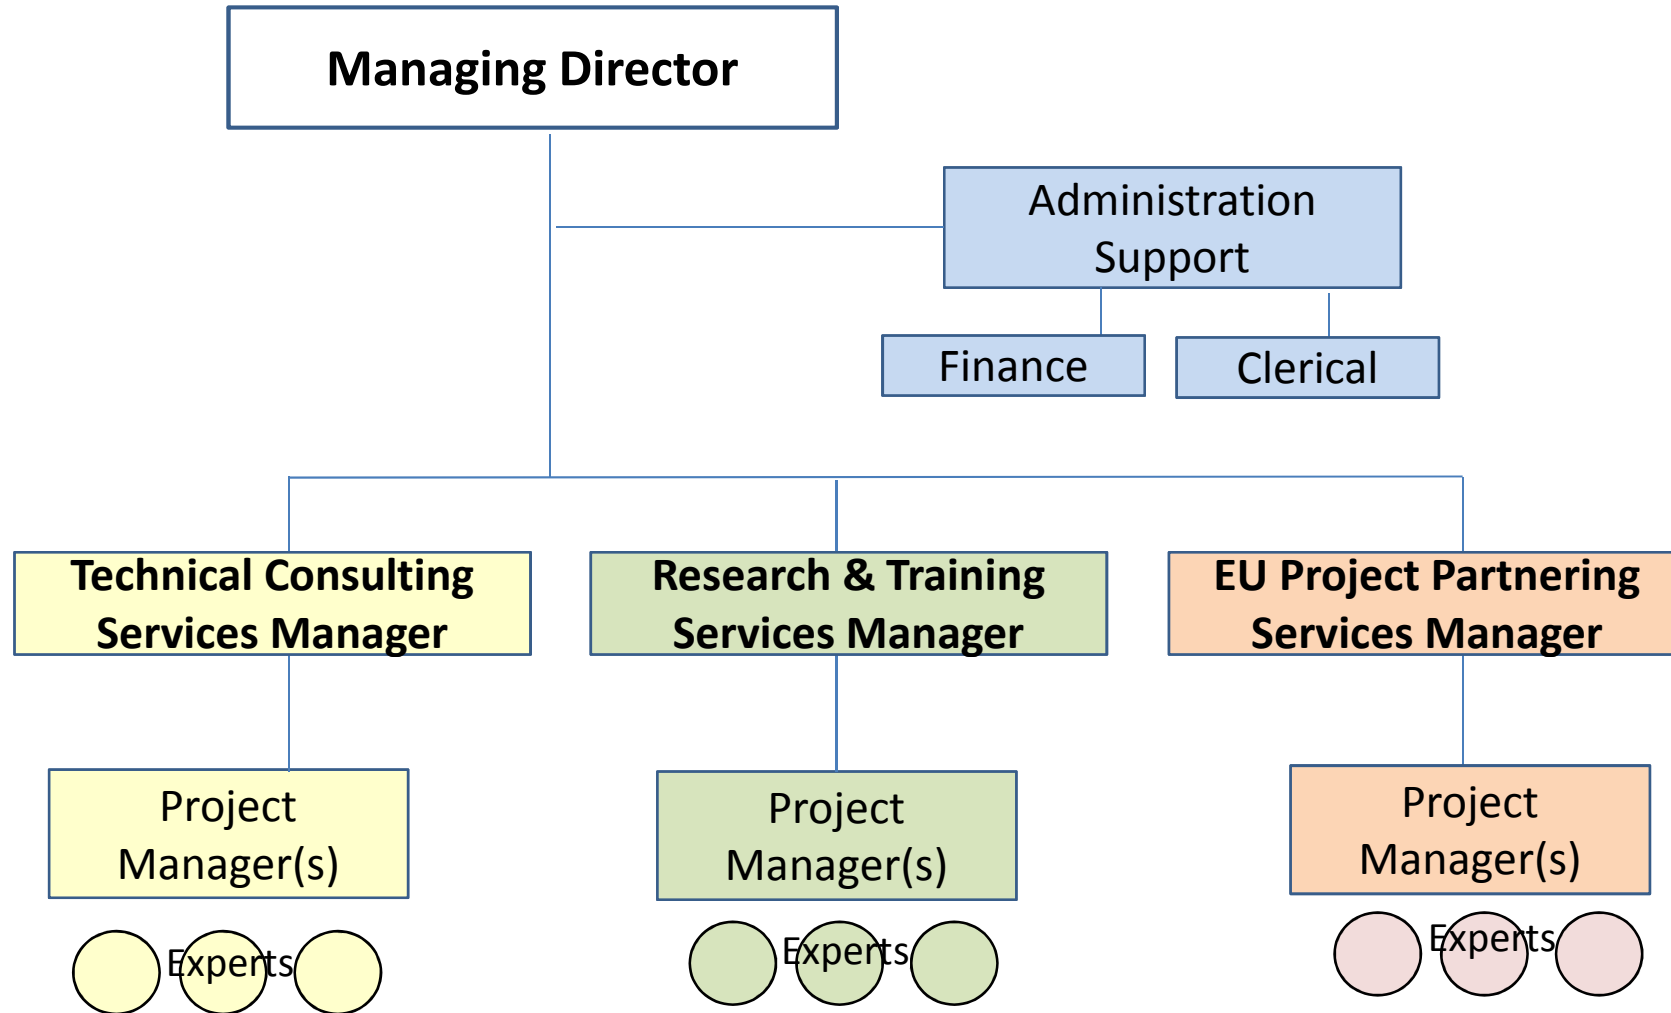 Managing Director
Administration
Support
Finance
Clerical
Technical Consulting
Services Manager
Research & Training
Services Manager
EU Project Partnering
Services Manager
Project
Manager(s)
Project
Manager(s)
Project
Manager(s)
Experts
Experts
Experts